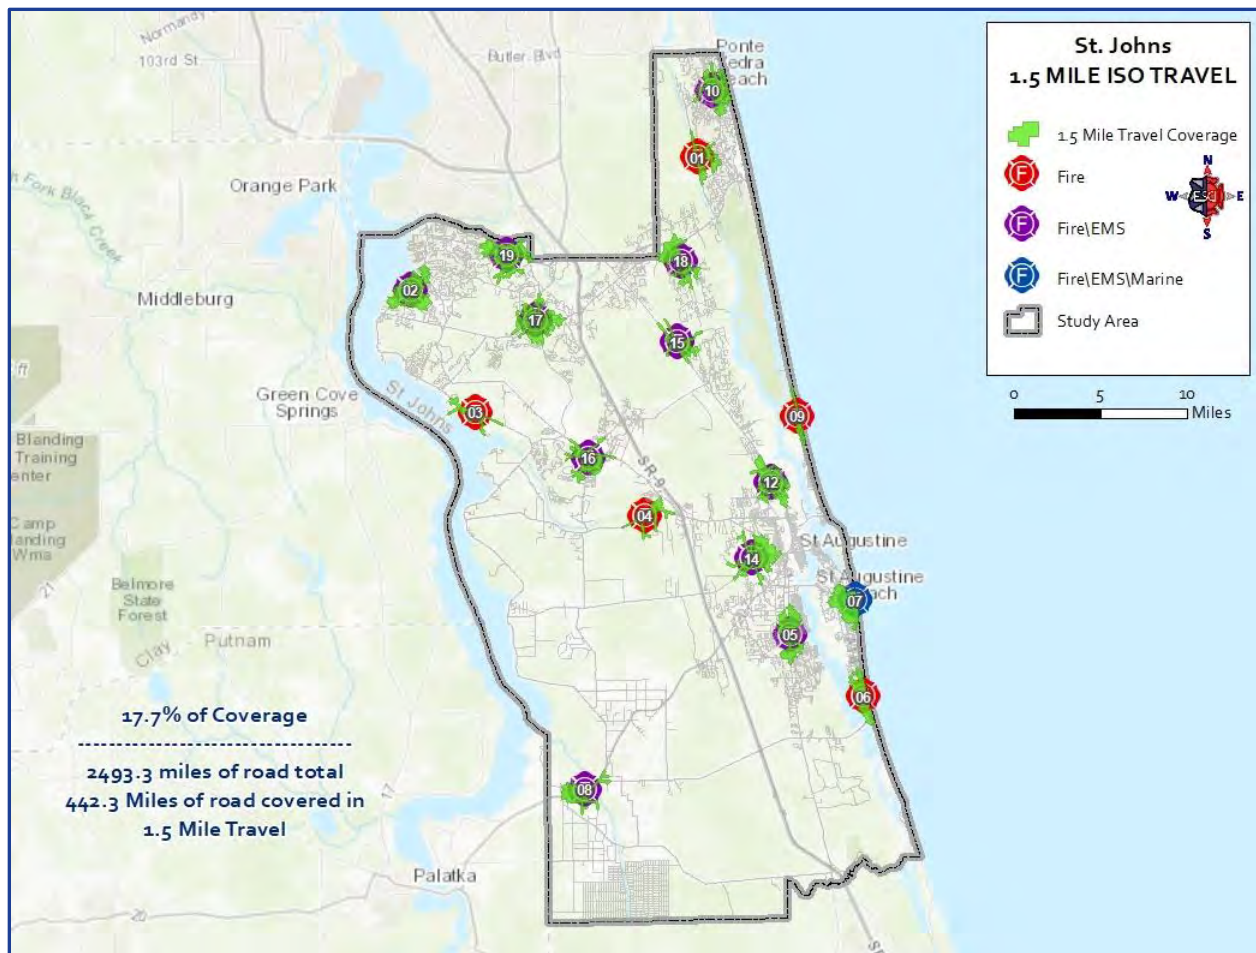 Normandy
103rd St
Butler Blvd
Ponte
Vedra
Beach
10
01
Orange Park
Fork Black Creek
Middleburg
19
02
17
18
15
Green Cove
Springs
St Johns
03
09
16
SR-9
12
04
Blanding
Training
Center
Camp
Blanding
Wma
21
St Augustine
14
St Augustine
Beach
07
05
06
Belmore
State
Forest
Clay
Putnam
17
08
Palatka
20
17.7% of Coverage
----------------------------------
2493.3 miles of road total
442.3 Miles of road covered in
1.5 Mile Travel
St. Johns
1.5 MILE ISO TRAVEL
1.5 Mile Travel Coverage
F Fire
F Fire\EMS
F Fire\EMS\Marine
Study Area
N
W ESCI E
S
0 5 10
Miles